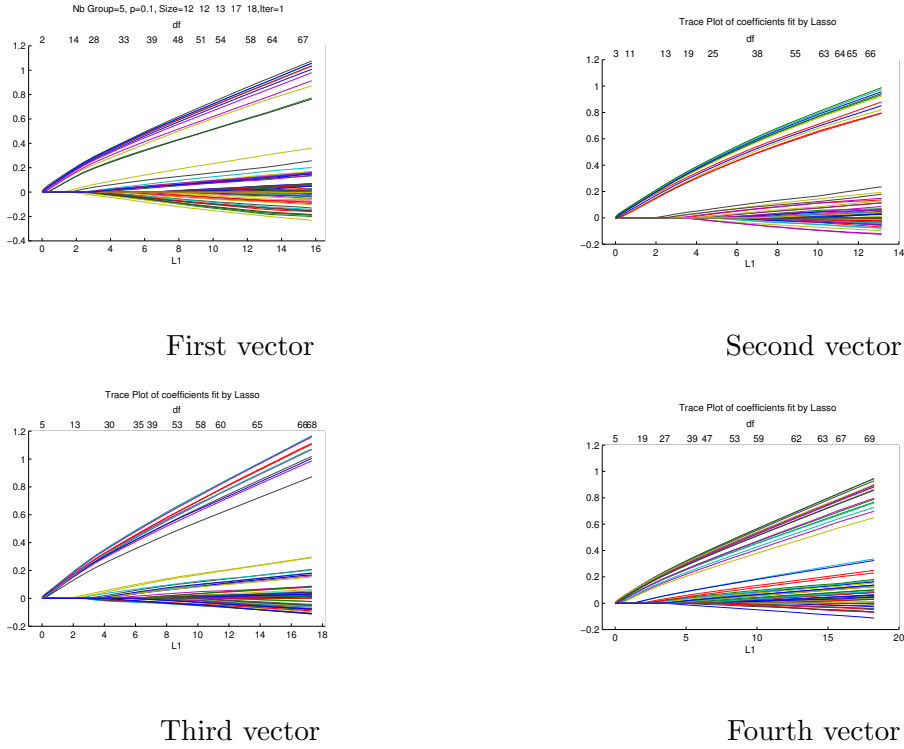 Nb Group=5, p=0.1, Size=12 12 13 17 18,Iter=1
df
2 14 28 33 39 48 51 54 58 64 67
1.2
1
0.8
0.6
0.4
0.2
0
−0.2
−0.4
0 2 4 6 8 10 12 14 16
L1
First vector
Trace Plot of coefficients fit by Lasso
df
3 11 13 19 25 38 55 63 64 65 66
1.2
1
0.8
0.6
0.4
0.2
0
−0.2
0 2 4 6 8 10 12 14
L1
Second vector
Trace Plot of coefficients fit by Lasso
df
5 13 30 35 39 53 58 60 65 66 68
1.2
1
0.8
0.6
0.4
0.2
0
−0.2
0 2 4 6 8 10 12 14 16 18
L1
Third vector
Trace Plot of coefficients fit by Lasso
df
5 19 27 39 47 53 59 62 63 67 69
1.2
1
0.8
0.6
0.4
0.2
0
−0.2
0 5 10 15 20
L1
Fourth vector